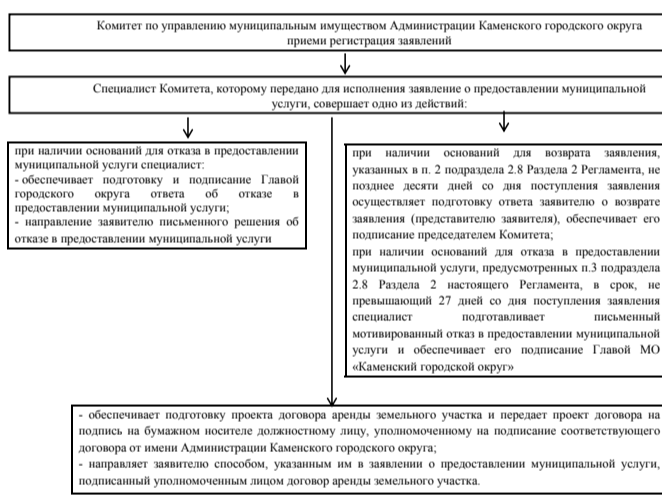 Комитет по управлению муниципальным имуществом Администрации Каменского городского округа
приеми регистрация заявлений
Специалист Комитета, которому передано для исполнения заявление о предоставлении муниципальной
услуги, совершает одно из действий:
при наличии оснований для отказа в предоставлении
муниципальной услуги специалист:
- обеспечивает подготовку и подписание Главой
городского округа ответа об отказе в
предоставлении муниципальной услуги;
- направление заявителю письменного решения об
отказе в предоставлении муниципальной услуги
при наличии оснований для возврата заявления,
указанных в п. 2 подраздела 2.8 Раздела 2 Регламента, не
позднее десяти дней со дня поступления заявления
осуществляет подготовку ответа заявителю о возврате
заявления (представителю заявителя), обеспечивает его
подписание председателем Комитета;
при наличии оснований для отказа в предоставлении
муниципальной услуги, предусмотренных п.3 подраздела
2.8 Раздела 2 настоящего Регламента, в срок, не
превышающий 27 дней со дня поступления заявления
специалист подготавливает письменный
мотивированный отказ в предоставлении муниципальной
услуги и обеспечивает его подписание Главой МО
«Каменский городской округ»
- обеспечивает подготовку проекта договора аренды земельного участка и передает проект договора на
подпись на бумажном носителе должностному лицу, уполномоченному на подписание соответствующего
договора от имени Администрации Каменского городского округа;
- направляет заявителю способом, указанным им в заявлении о предоставлении муниципальной услуги,
подписанный уполномоченным лицом договор аренды земельного участка.